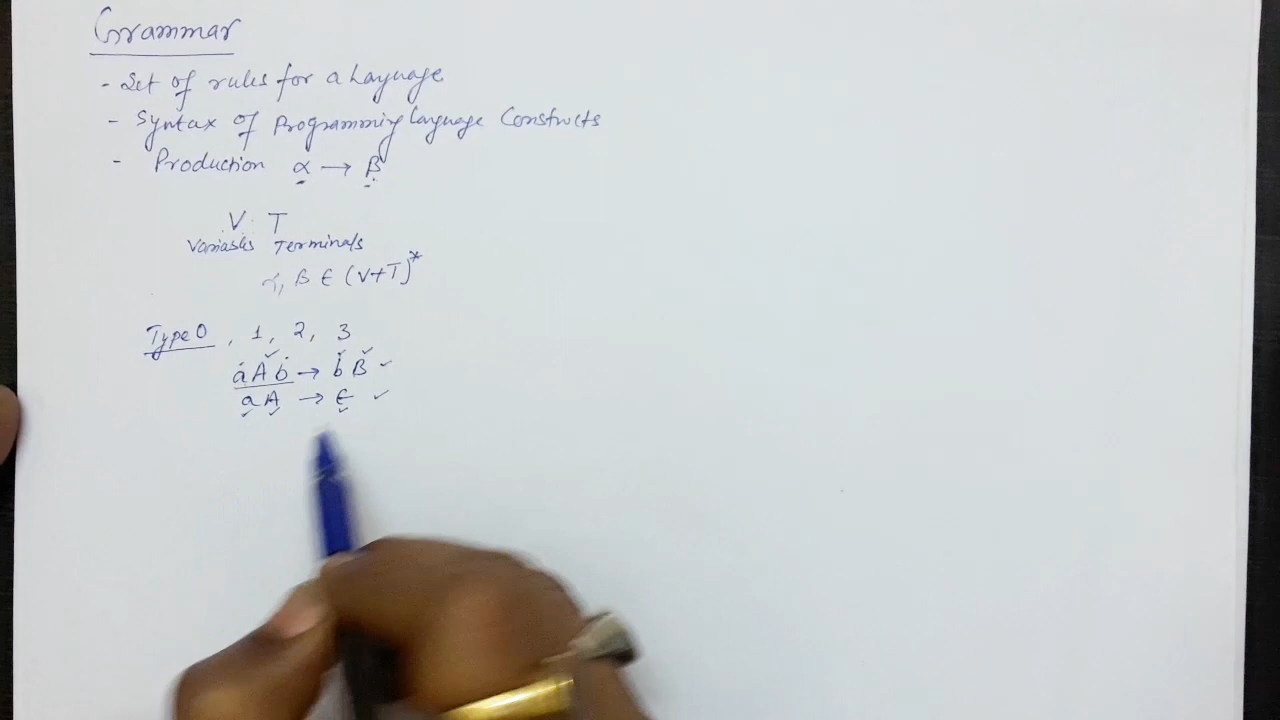 Grammar
- Set of rules for a Language
- Syntax of Programming Language Constructs
- Production α → β
V T
Variables Terminals
α, β ∈ (V+T)*
Type 0, 1, 2, 3
aAb → bB ✓
aA → ϵ ✓